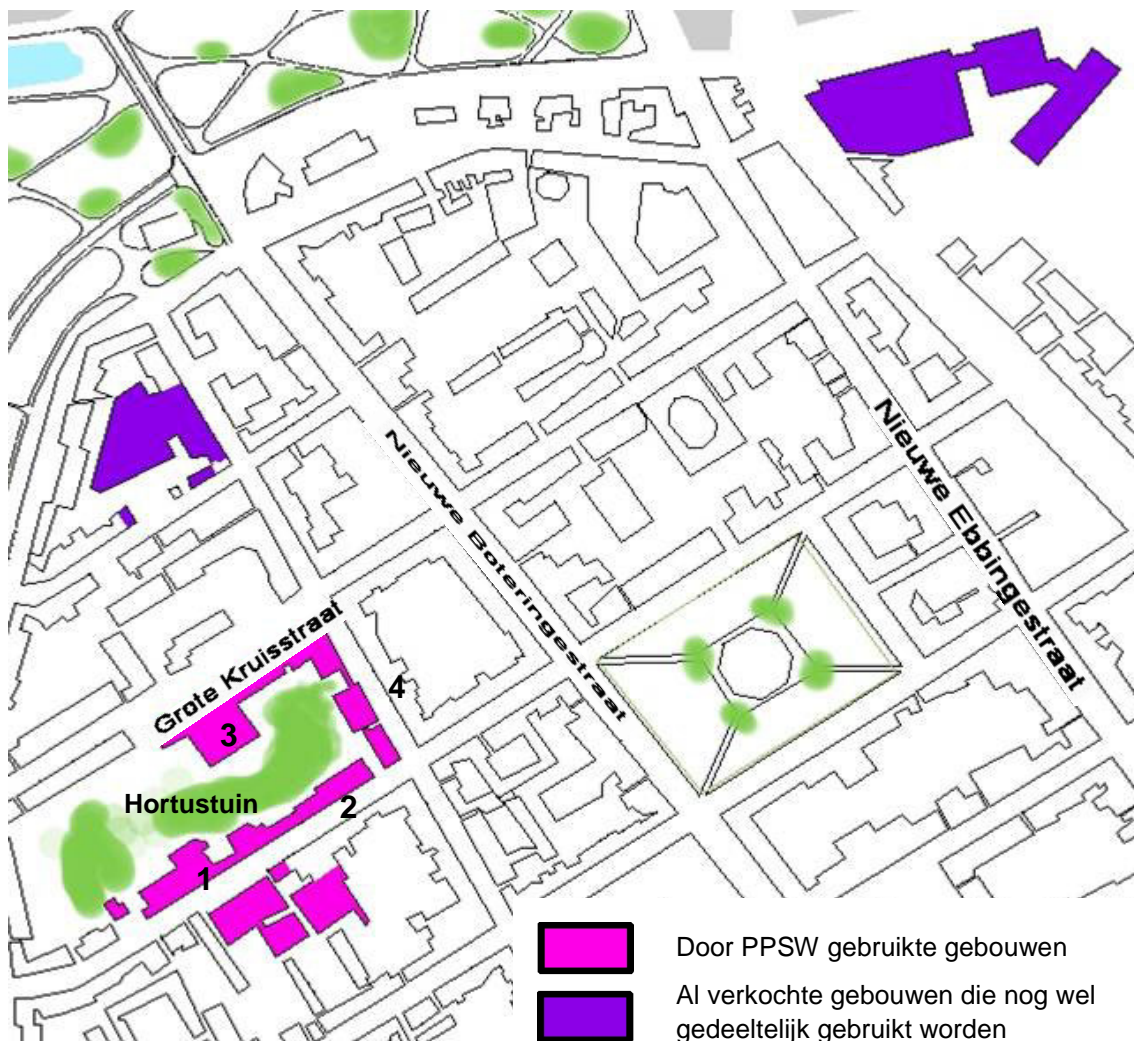 Nieuwe Boteringestraat
Nieuwe Ebbingestraat
Grote Kruisstraat
4
3
Hortustuin
2
1
Door PPSW gebruikte gebouwen
Al verkochte gebouwen die nog wel
gedeeltelijk gebruikt worden